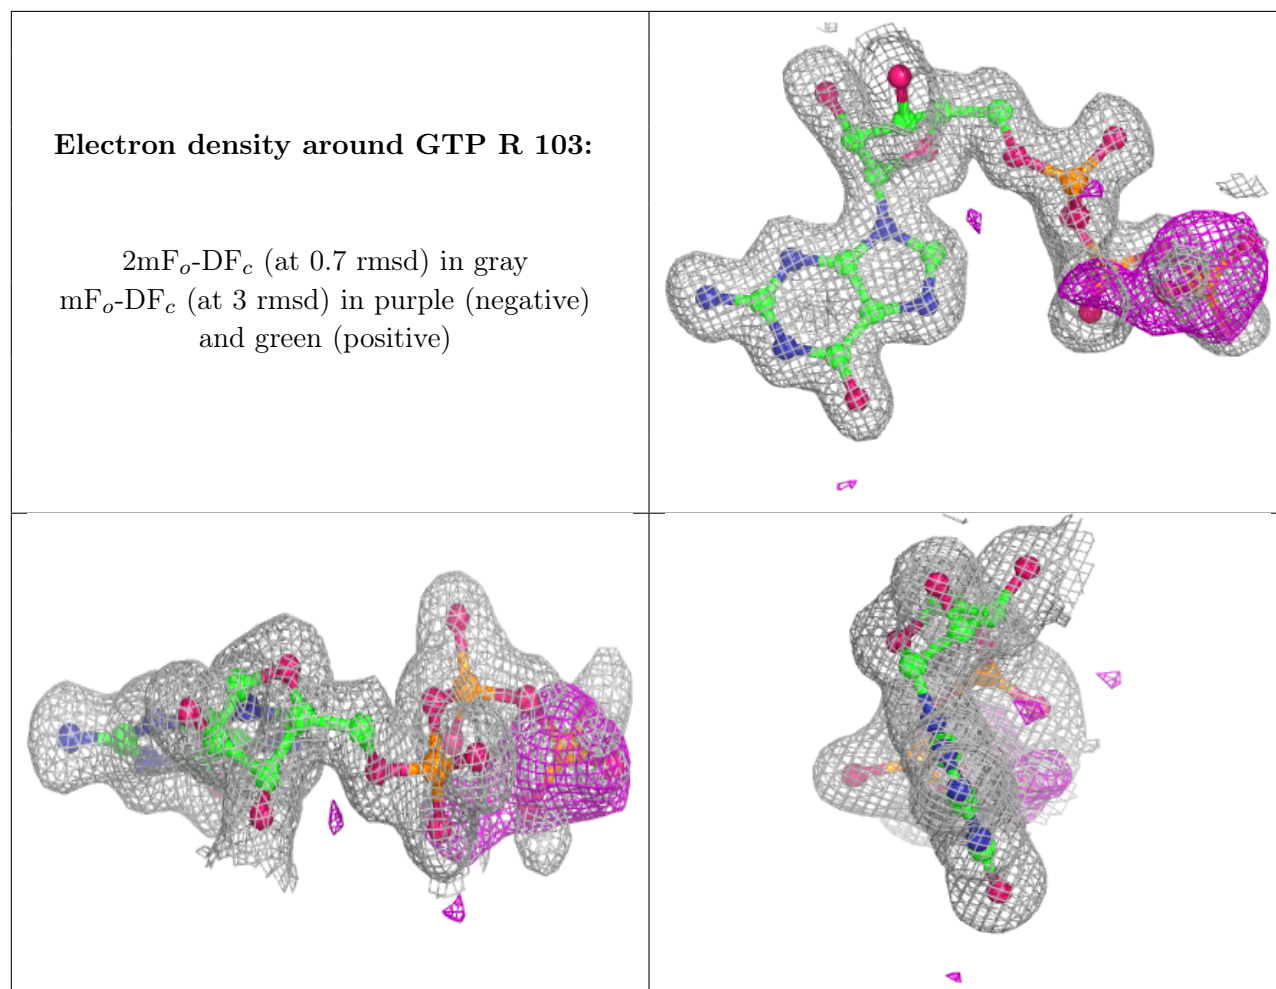 Electron density around GTP R 103:
2mFₒ-DF𝒸 (at 0.7 rmsd) in gray
mFₒ-DF𝒸 (at 3 rmsd) in purple (negative)
and green (positive)